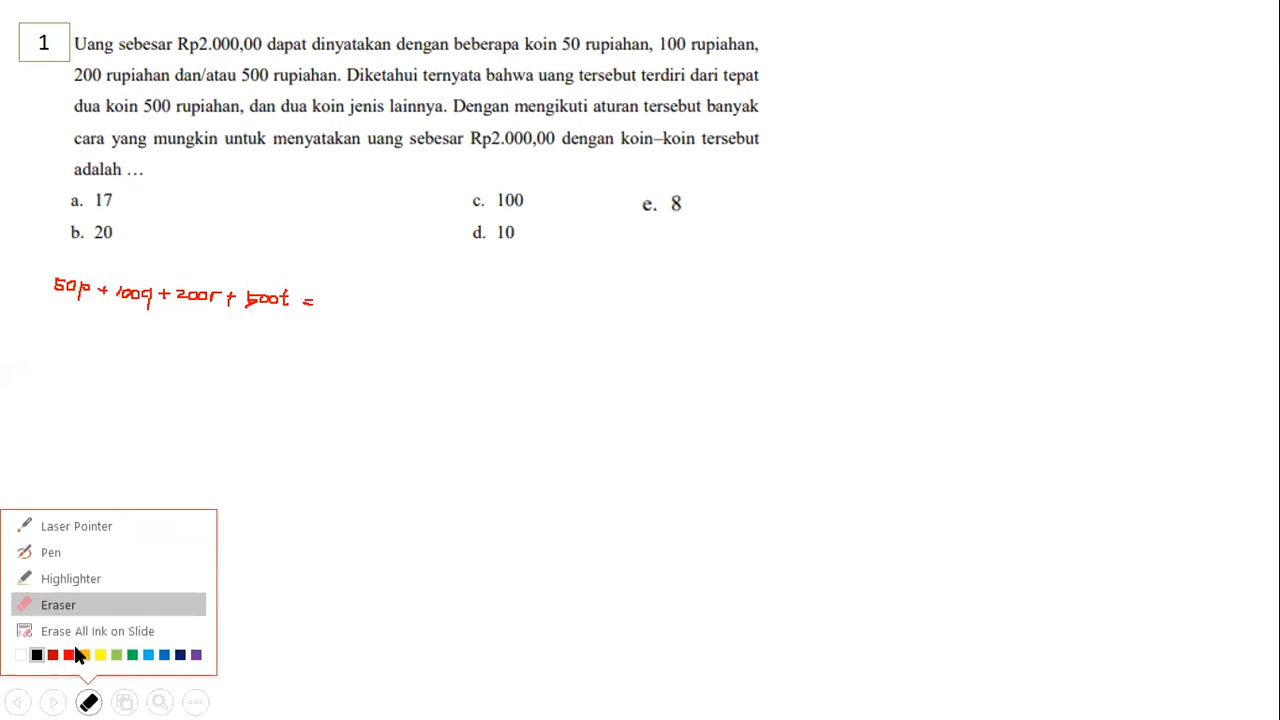 1
Uang sebesar Rp2.000,00 dapat dinyatakan dengan beberapa koin 50 rupiahan, 100 rupiahan,
200 rupiahan dan/atau 500 rupiahan. Diketahui ternyata bahwa uang tersebut terdiri dari tepat
dua koin 500 rupiahan, dan dua koin jenis lainnya. Dengan mengikuti aturan tersebut banyak
cara yang mungkin untuk menyatakan uang sebesar Rp2.000,00 dengan koin–koin tersebut
adalah …
a. 17 c. 100 e. 8
b. 20 d. 10
50p + 100q + 200r + 500t =
Laser Pointer
Pen
Highlighter
Eraser
Erase All Ink on Slide